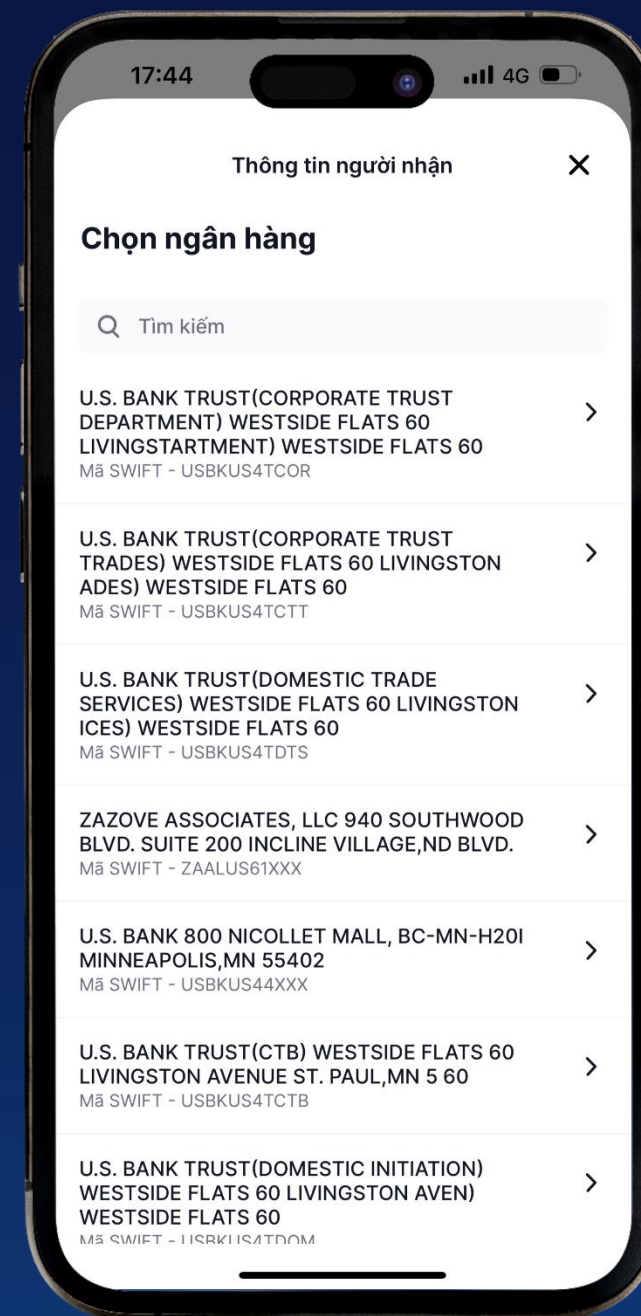 17:44
4G
Thông tin người nhận
Chọn ngân hàng
Tìm kiếm
U.S. BANK TRUST(CORPORATE TRUST
DEPARTMENT) WESTSIDE FLATS 60
LIVINGSTARTMENT) WESTSIDE FLATS 60
Mã SWIFT - USBKUS4TCOR
U.S. BANK TRUST(CORPORATE TRUST
TRADES) WESTSIDE FLATS 60 LIVINGSTON
ADES) WESTSIDE FLATS 60
Mã SWIFT - USBKUS4TCTT
U.S. BANK TRUST(DOMESTIC TRADE
SERVICES) WESTSIDE FLATS 60 LIVINGSTON
ICES) WESTSIDE FLATS 60
Mã SWIFT - USBKUS4TDTS
ZAZOVE ASSOCIATES, LLC 940 SOUTHWOOD
BLVD. SUITE 200 INCLINE VILLAGE,ND BLVD.
Mã SWIFT - ZAALUS61XXX
U.S. BANK 800 NICOLLET MALL, BC-MN-H20I
MINNEAPOLIS,MN 55402
Mã SWIFT - USBKUS44XXX
U.S. BANK TRUST(CTB) WESTSIDE FLATS 60
LIVINGSTON AVENUE ST. PAUL,MN 5 60
Mã SWIFT - USBKUS4TCTB
U.S. BANK TRUST(DOMESTIC INITIATION)
WESTSIDE FLATS 60 LIVINGSTON AVEN)
WESTSIDE FLATS 60
Mã SWIFT - USBKUS4TDOM